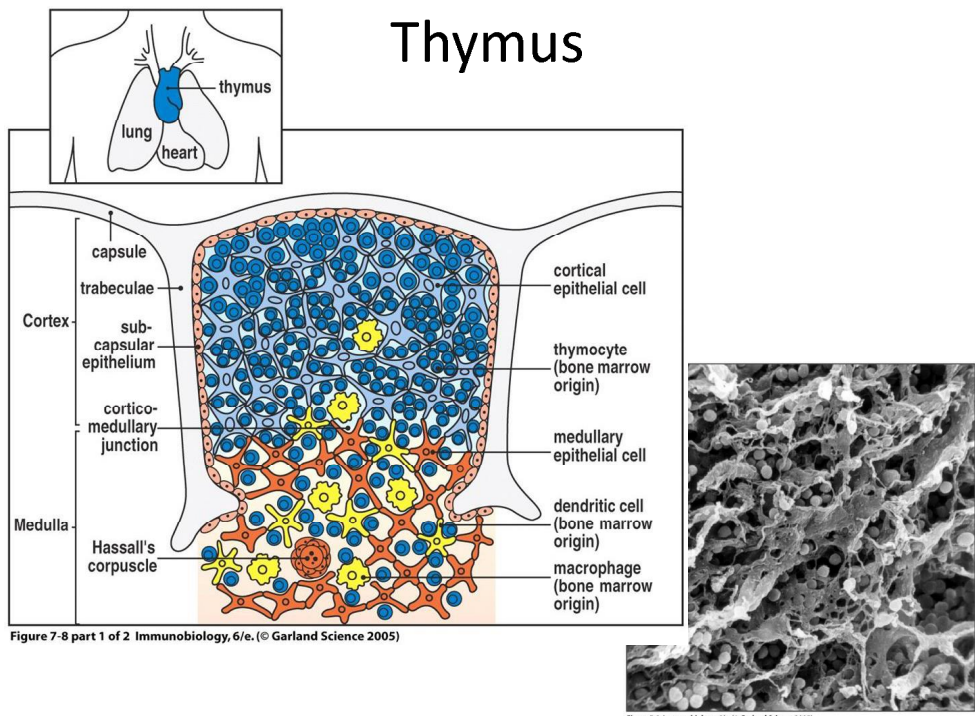 Thymus
thymus
lung
heart
capsule
trabeculae
Cortex
sub-
capsular
epithelium
cortico-
medullary
junction
Medulla
Hassall's
corpuscle
cortical
epithelial cell
thymocyte
(bone marrow
origin)
medullary
epithelial cell
dendritic cell
(bone marrow
origin)
macrophage
(bone marrow
origin)
Figure 7-8 part 1 of 2 Immunobiology, 6/e. (© Garland Science 2005)